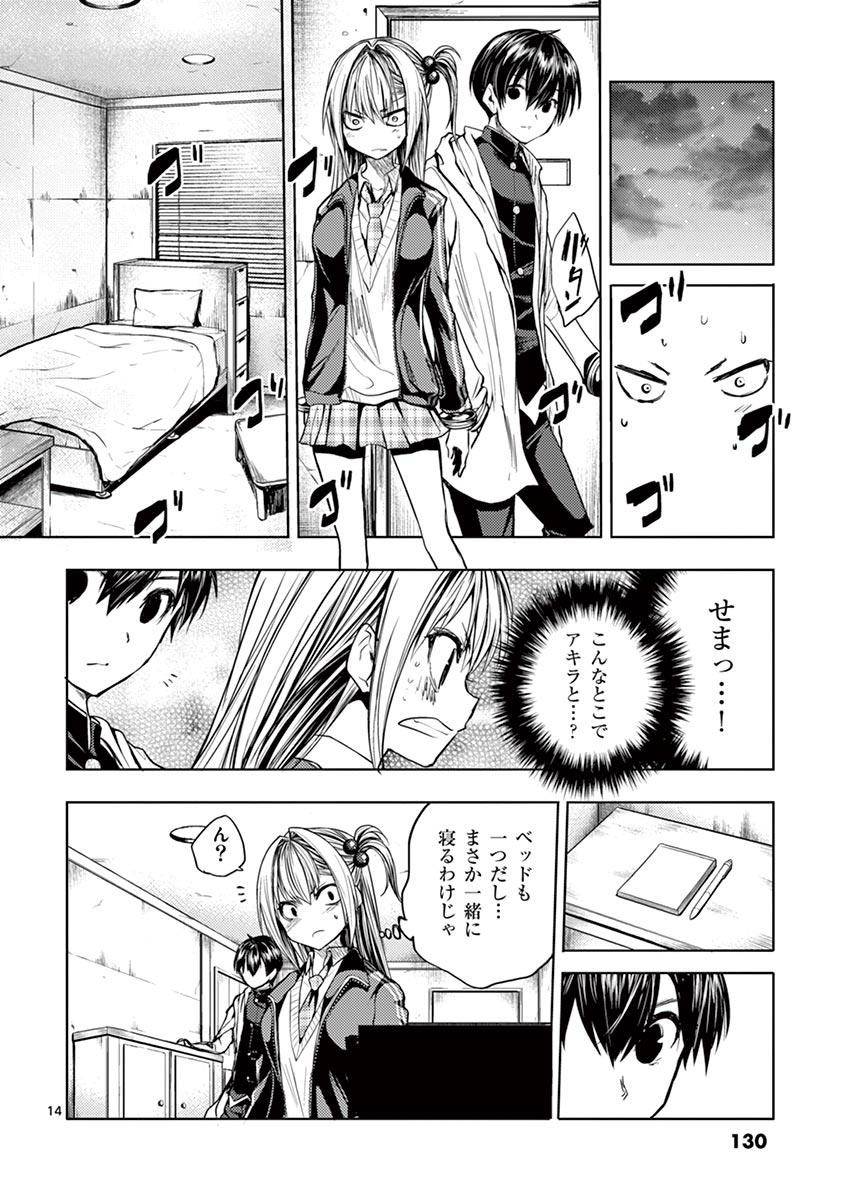 ゴ
ゴ
ゴ
バタン
ゴ
ゴ
ゴ
ゴ
せまっ…!
こんなとこで
アキラと…?
ベッドも
一つだし…
まさか一緒に
寝るわけじゃ
ん?
14
130